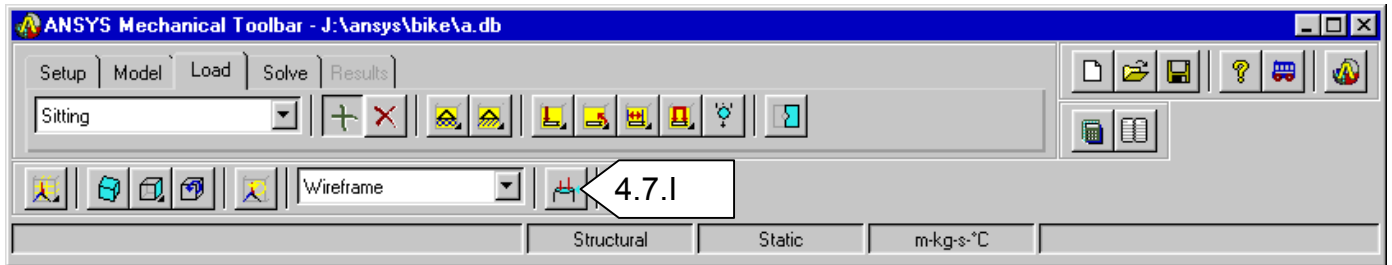 ANSYS Mechanical Toolbar - J:\ansys\bike\a.db
Setup Model Load Solve Results
Sitting
Wireframe
4.7.I
Structural Static m-kg-s-°C